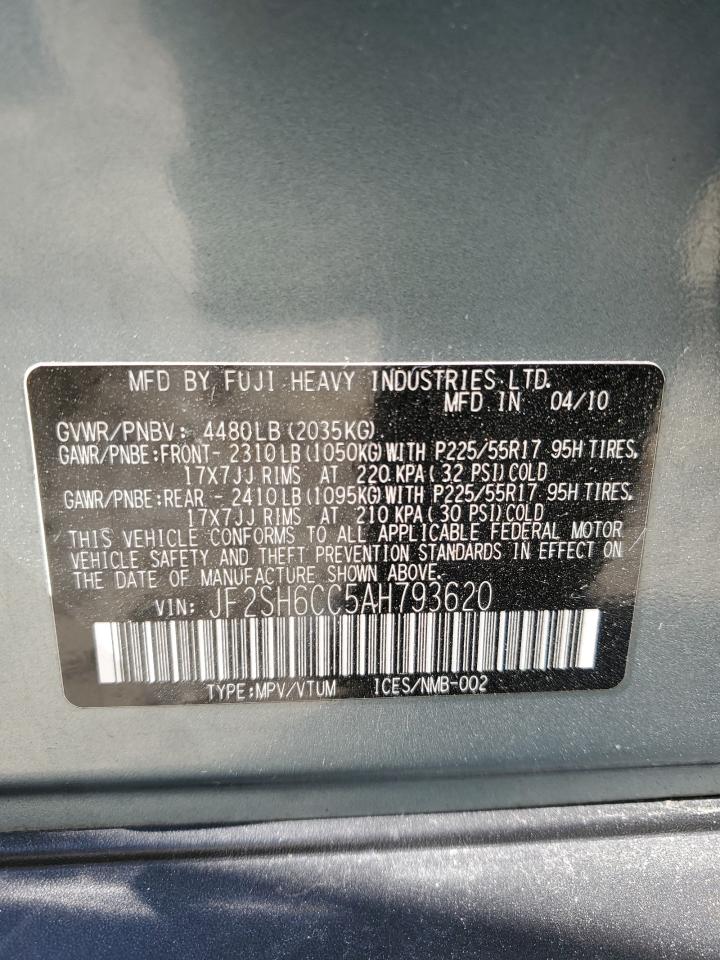 MFD BY FUJI HEAVY INDUSTRIES LTD.
MFD IN 04/10
GVWR/PNBV: 4480LB(2035KG)
GAWR/PNBE:FRONT- 2310LB(1050KG)WITH P225/55R17 95H TIRES,
17X7JJ RIMS AT 220 KPA(32 PSI)COLD
GAWR/PNBE:REAR - 2410LB(1095KG)WITH P225/55R17 95H TIRES,
17X7JJ RIMS AT 210 KPA(30 PSI)COLD
THIS VEHICLE CONFORMS TO ALL APPLICABLE FEDERAL MOTOR
VEHICLE SAFETY AND THEFT PREVENTION STANDARDS IN EFFECT ON
THE DATE OF MANUFACTURE SHOWN ABOVE.
VIN: JF2SH6CC5AH793620
TYPE:MPV/VTUM ICES/NMB-002